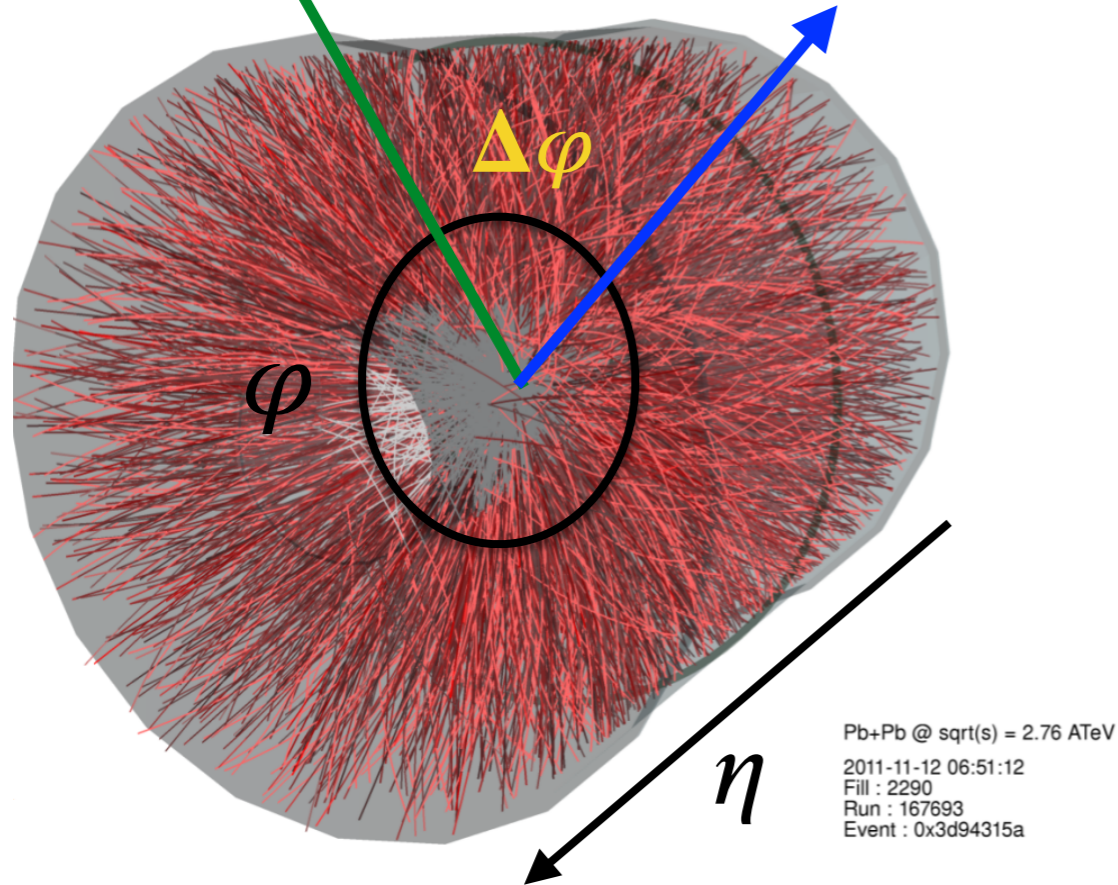 Δφ
φ
η
Pb+Pb @ sqrt(s) = 2.76 ATeV
2011-11-12 06:51:12
Fill : 2290
Run : 167693
Event : 0x3d94315a